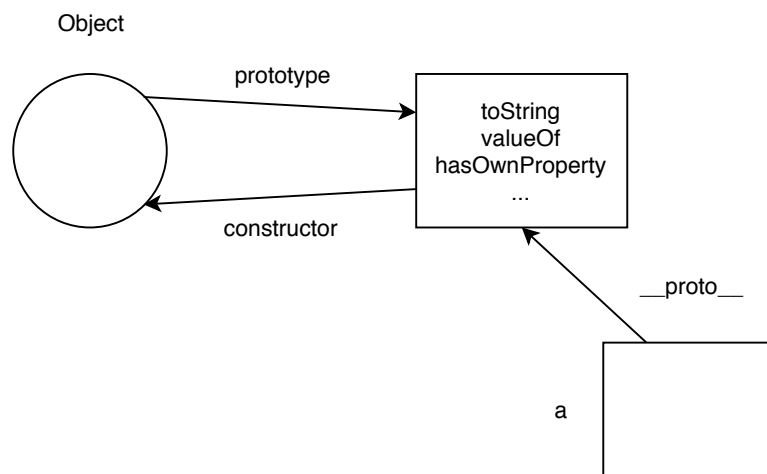 Object
prototype
toString
valueOf
hasOwnProperty
...
constructor
__proto__
a